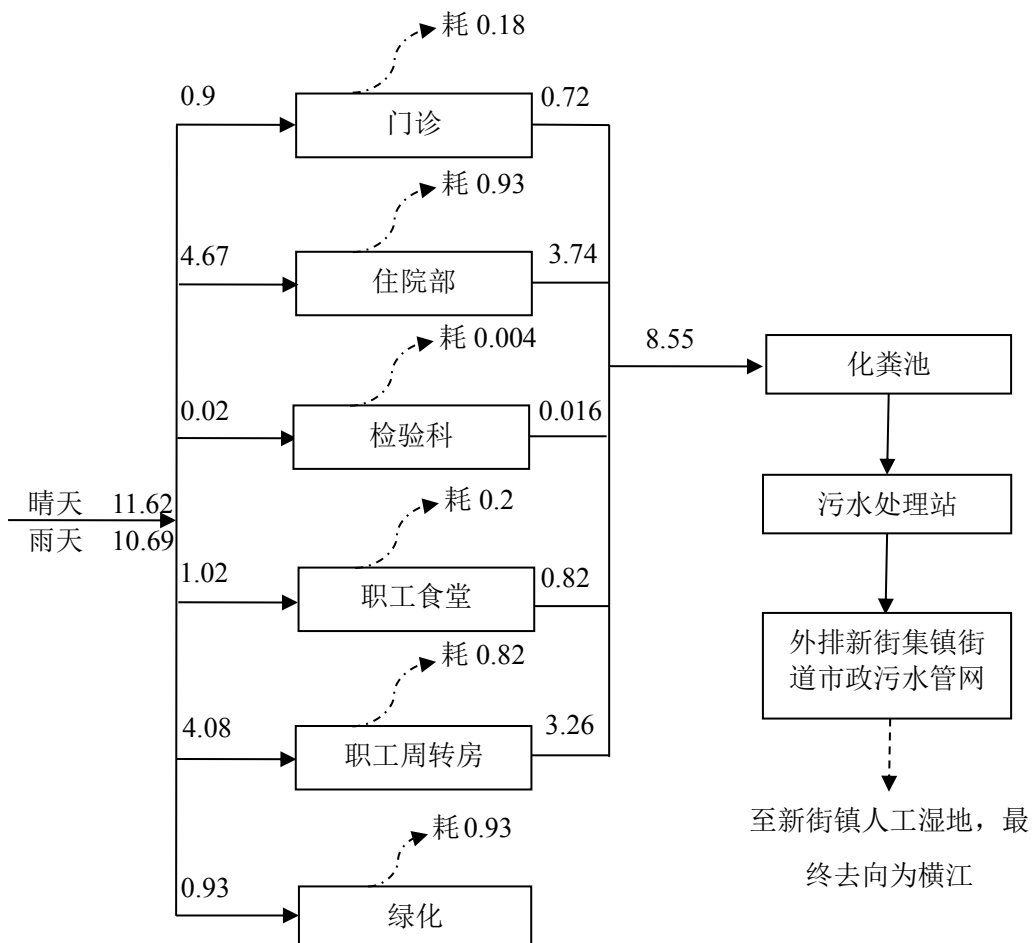 耗 0.18
0.9
门诊
0.72
耗 0.93
4.67
住院部
3.74
耗 0.004
8.55
化粪池
0.02
检验科
0.016
晴天 11.62
雨天 10.69
耗 0.2
污水处理站
1.02
职工食堂
0.82
外排新街集镇街
道市政污水管网
耗 0.82
4.08
职工周转房
3.26
至新街镇人工湿地，最
终去向为横江
耗 0.93
0.93
绿化